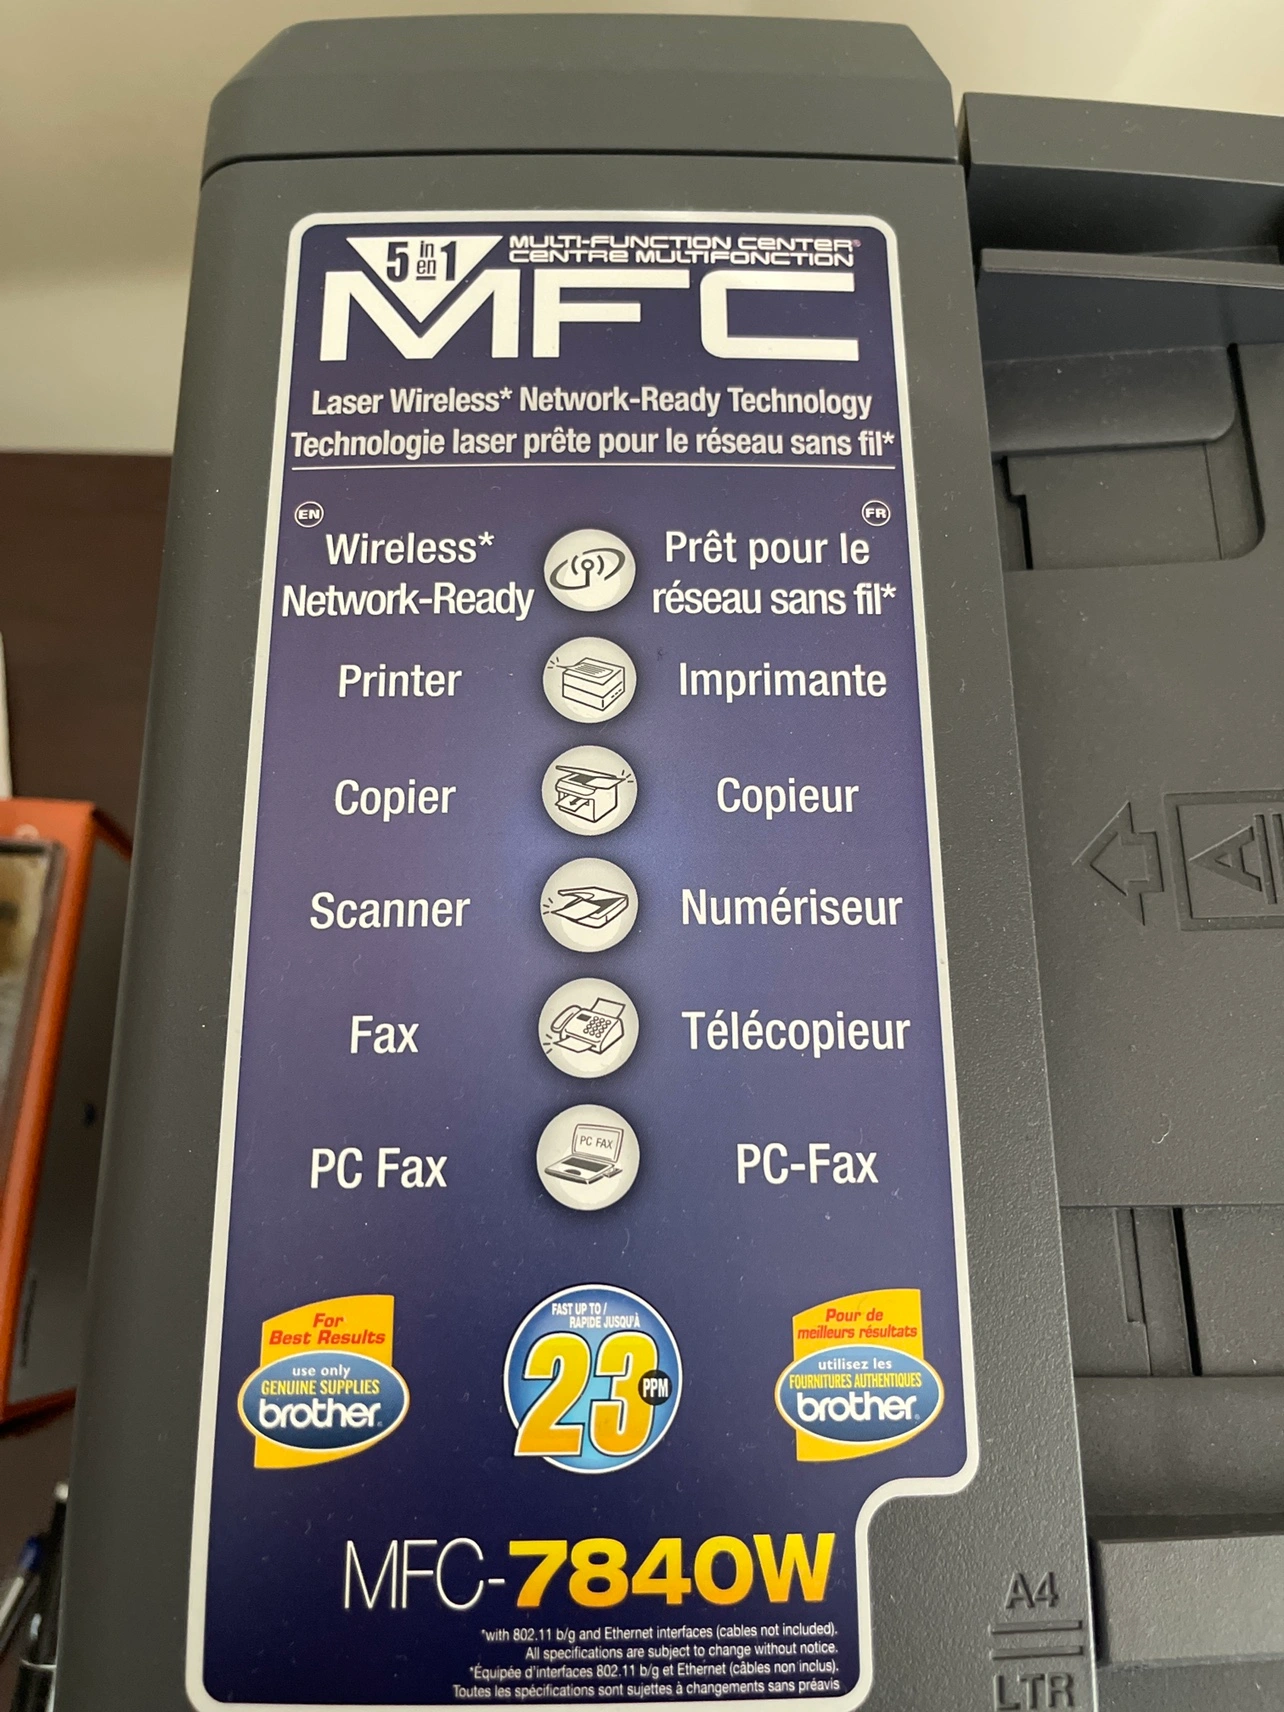 5 in en 1
MULTI-FUNCTION CENTER®
CENTRE MULTIFONCTION
MFC
Laser Wireless* Network-Ready Technology
Technologie laser prête pour le réseau sans fil*
EN
FR
Wireless*
Network-Ready
Prêt pour le
réseau sans fil*
Printer
Imprimante
Copier
Copieur
Scanner
Numériseur
Fax
Télécopieur
PC Fax
PC FAX
PC-Fax
For
Best Results
use only
GENUINE SUPPLIES
brother®
FAST UP TO /
RAPIDE JUSQU'À
23 PPM
Pour de
meilleurs résultats
utilisez les
FOURNITURES AUTHENTIQUES
brother®
MFC-7840W
*with 802.11 b/g and Ethernet interfaces (cables not included).
All specifications are subject to change without notice.
*Équipée d'interfaces 802.11 b/g et Ethernet (câbles non inclus).
Toutes les spécifications sont sujettes à changements sans préavis
A
A4
LTR